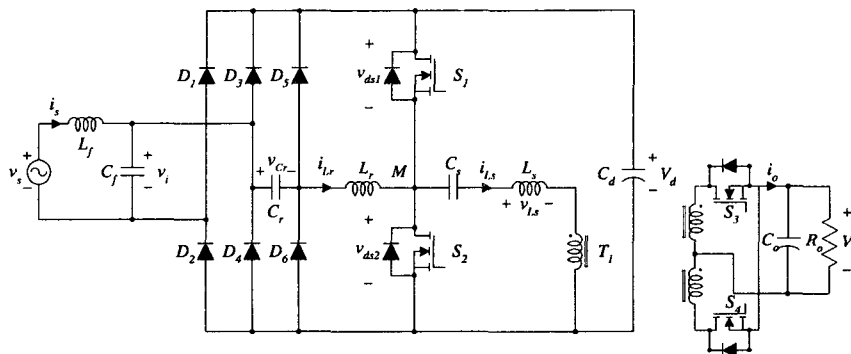 +
v_ds1
−
S_1
D_1
D_3
D_5
i_s
L_f
+
v_s
−
C_f
+
v_i
−
+ v_Cr −
C_r
i_Lr
L_r
M
C_s
i_Ls
L_s
+ v_Ls −
C_d
+
V_d
−
D_2
D_4
D_6
+
v_ds2
−
S_2
T_1
S_3
i_o
C_o
R_o
+
V
−
S_4